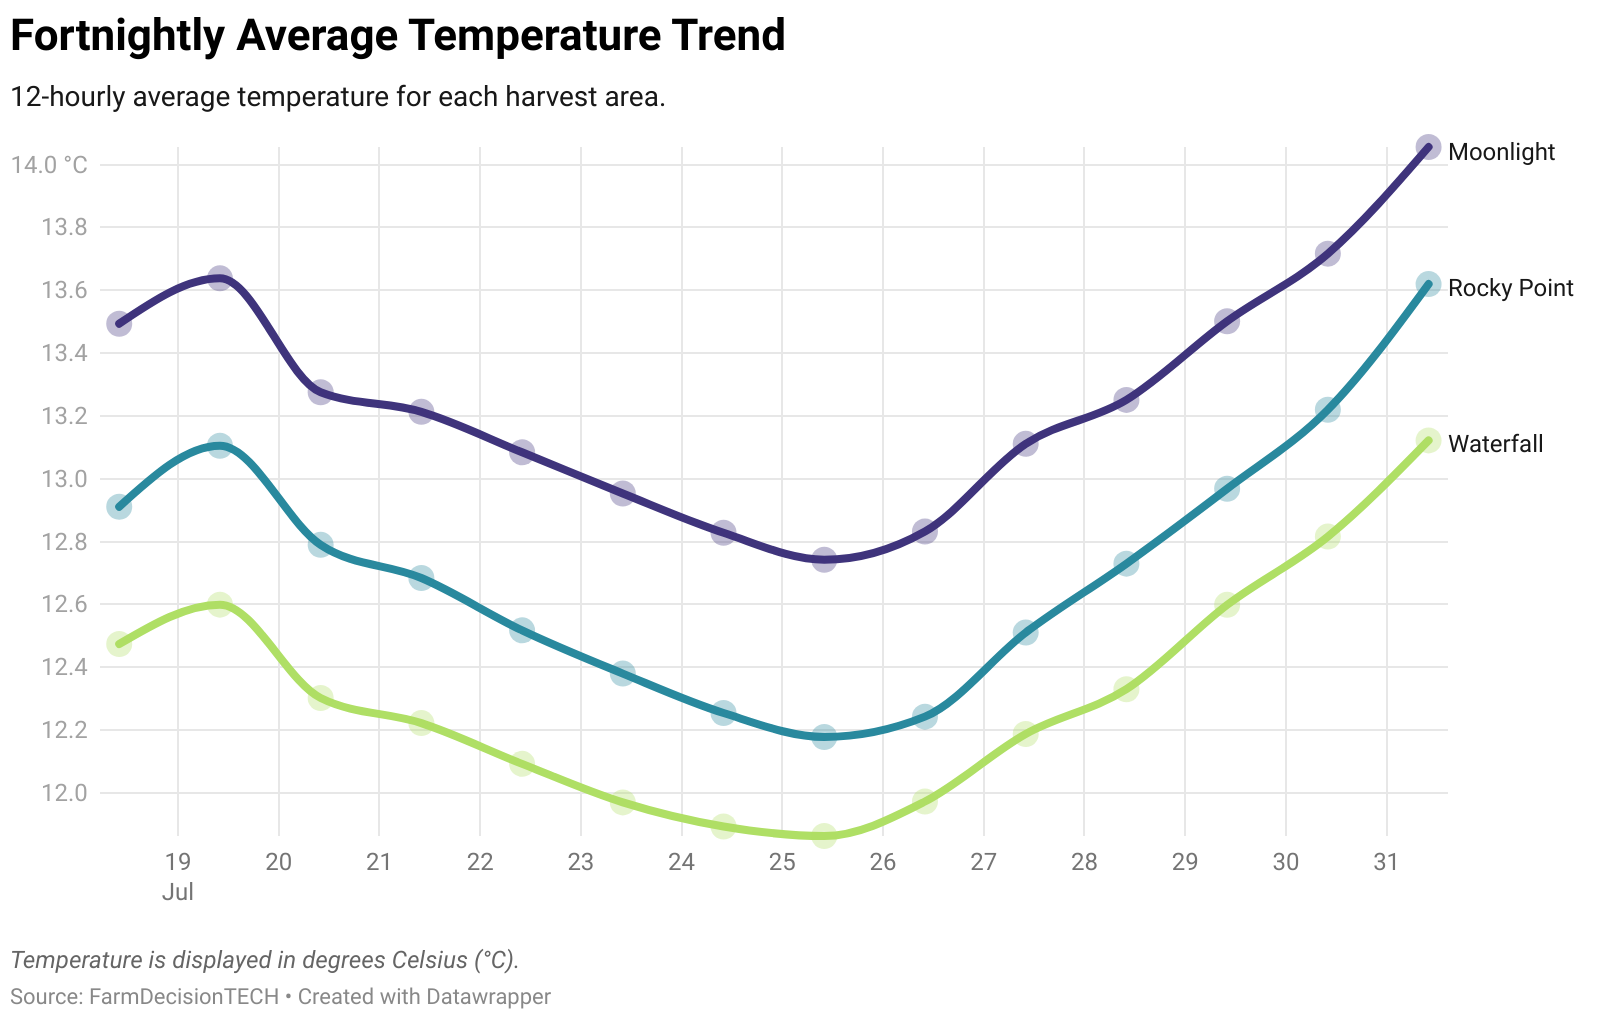 Fortnightly Average Temperature Trend
12-hourly average temperature for each harvest area.
14.0 °C
13.8
13.6
13.4
13.2
13.0
12.8
12.6
12.4
12.2
12.0
Moonlight
Rocky Point
Waterfall
19 20 21 22 23 24 25 26 27 28 29 30 31
Jul
Temperature is displayed in degrees Celsius (°C).
Source: FarmDecisionTECH • Created with Datawrapper